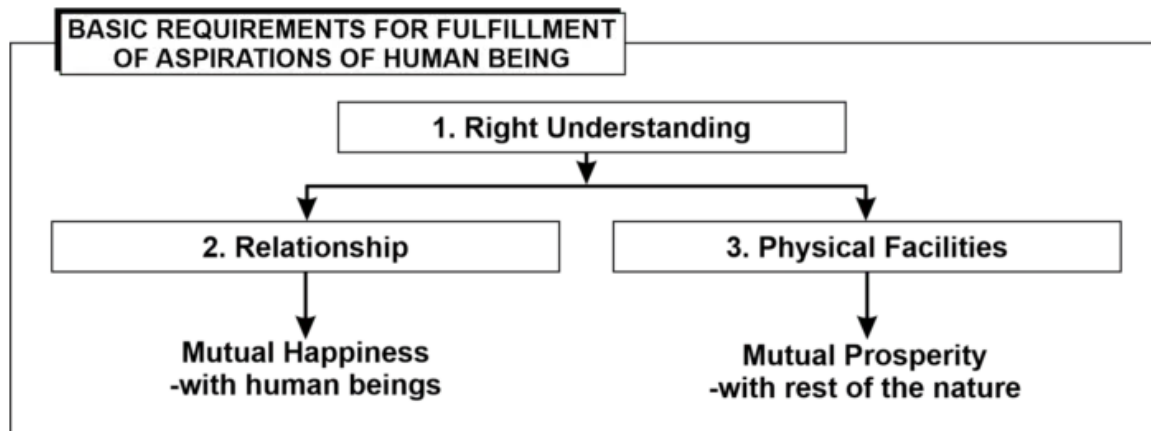 BASIC REQUIREMENTS FOR FULFILLMENT
OF ASPIRATIONS OF HUMAN BEING
1. Right Understanding
2. Relationship
3. Physical Facilities
Mutual Happiness
-with human beings
Mutual Prosperity
-with rest of the nature